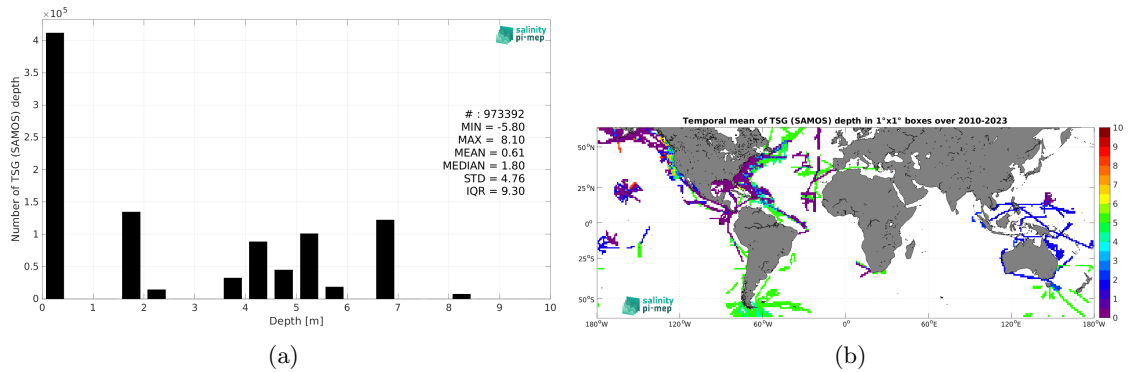 ×10^5
salinity
pi-mep
4
3.5
3
2.5
2
1.5
1
0.5
0
Number of TSG (SAMOS) depth
# : 973392
MIN = -5.80
MAX = 8.10
MEAN = 0.61
MEDIAN = 1.80
STD = 4.76
IQR = 9.30
0 1 2 3 4 5 6 7 8 9 10
Depth [m]
(a)
Temporal mean of TSG (SAMOS) depth in 1°x1° boxes over 2010-2023
50°N
25°N
0°
25°S
50°S
salinity
pi-mep
180°W 120°W 60°W 0° 60°E 120°E 180°W
10
9
8
7
6
5
4
3
2
1
0
(b)